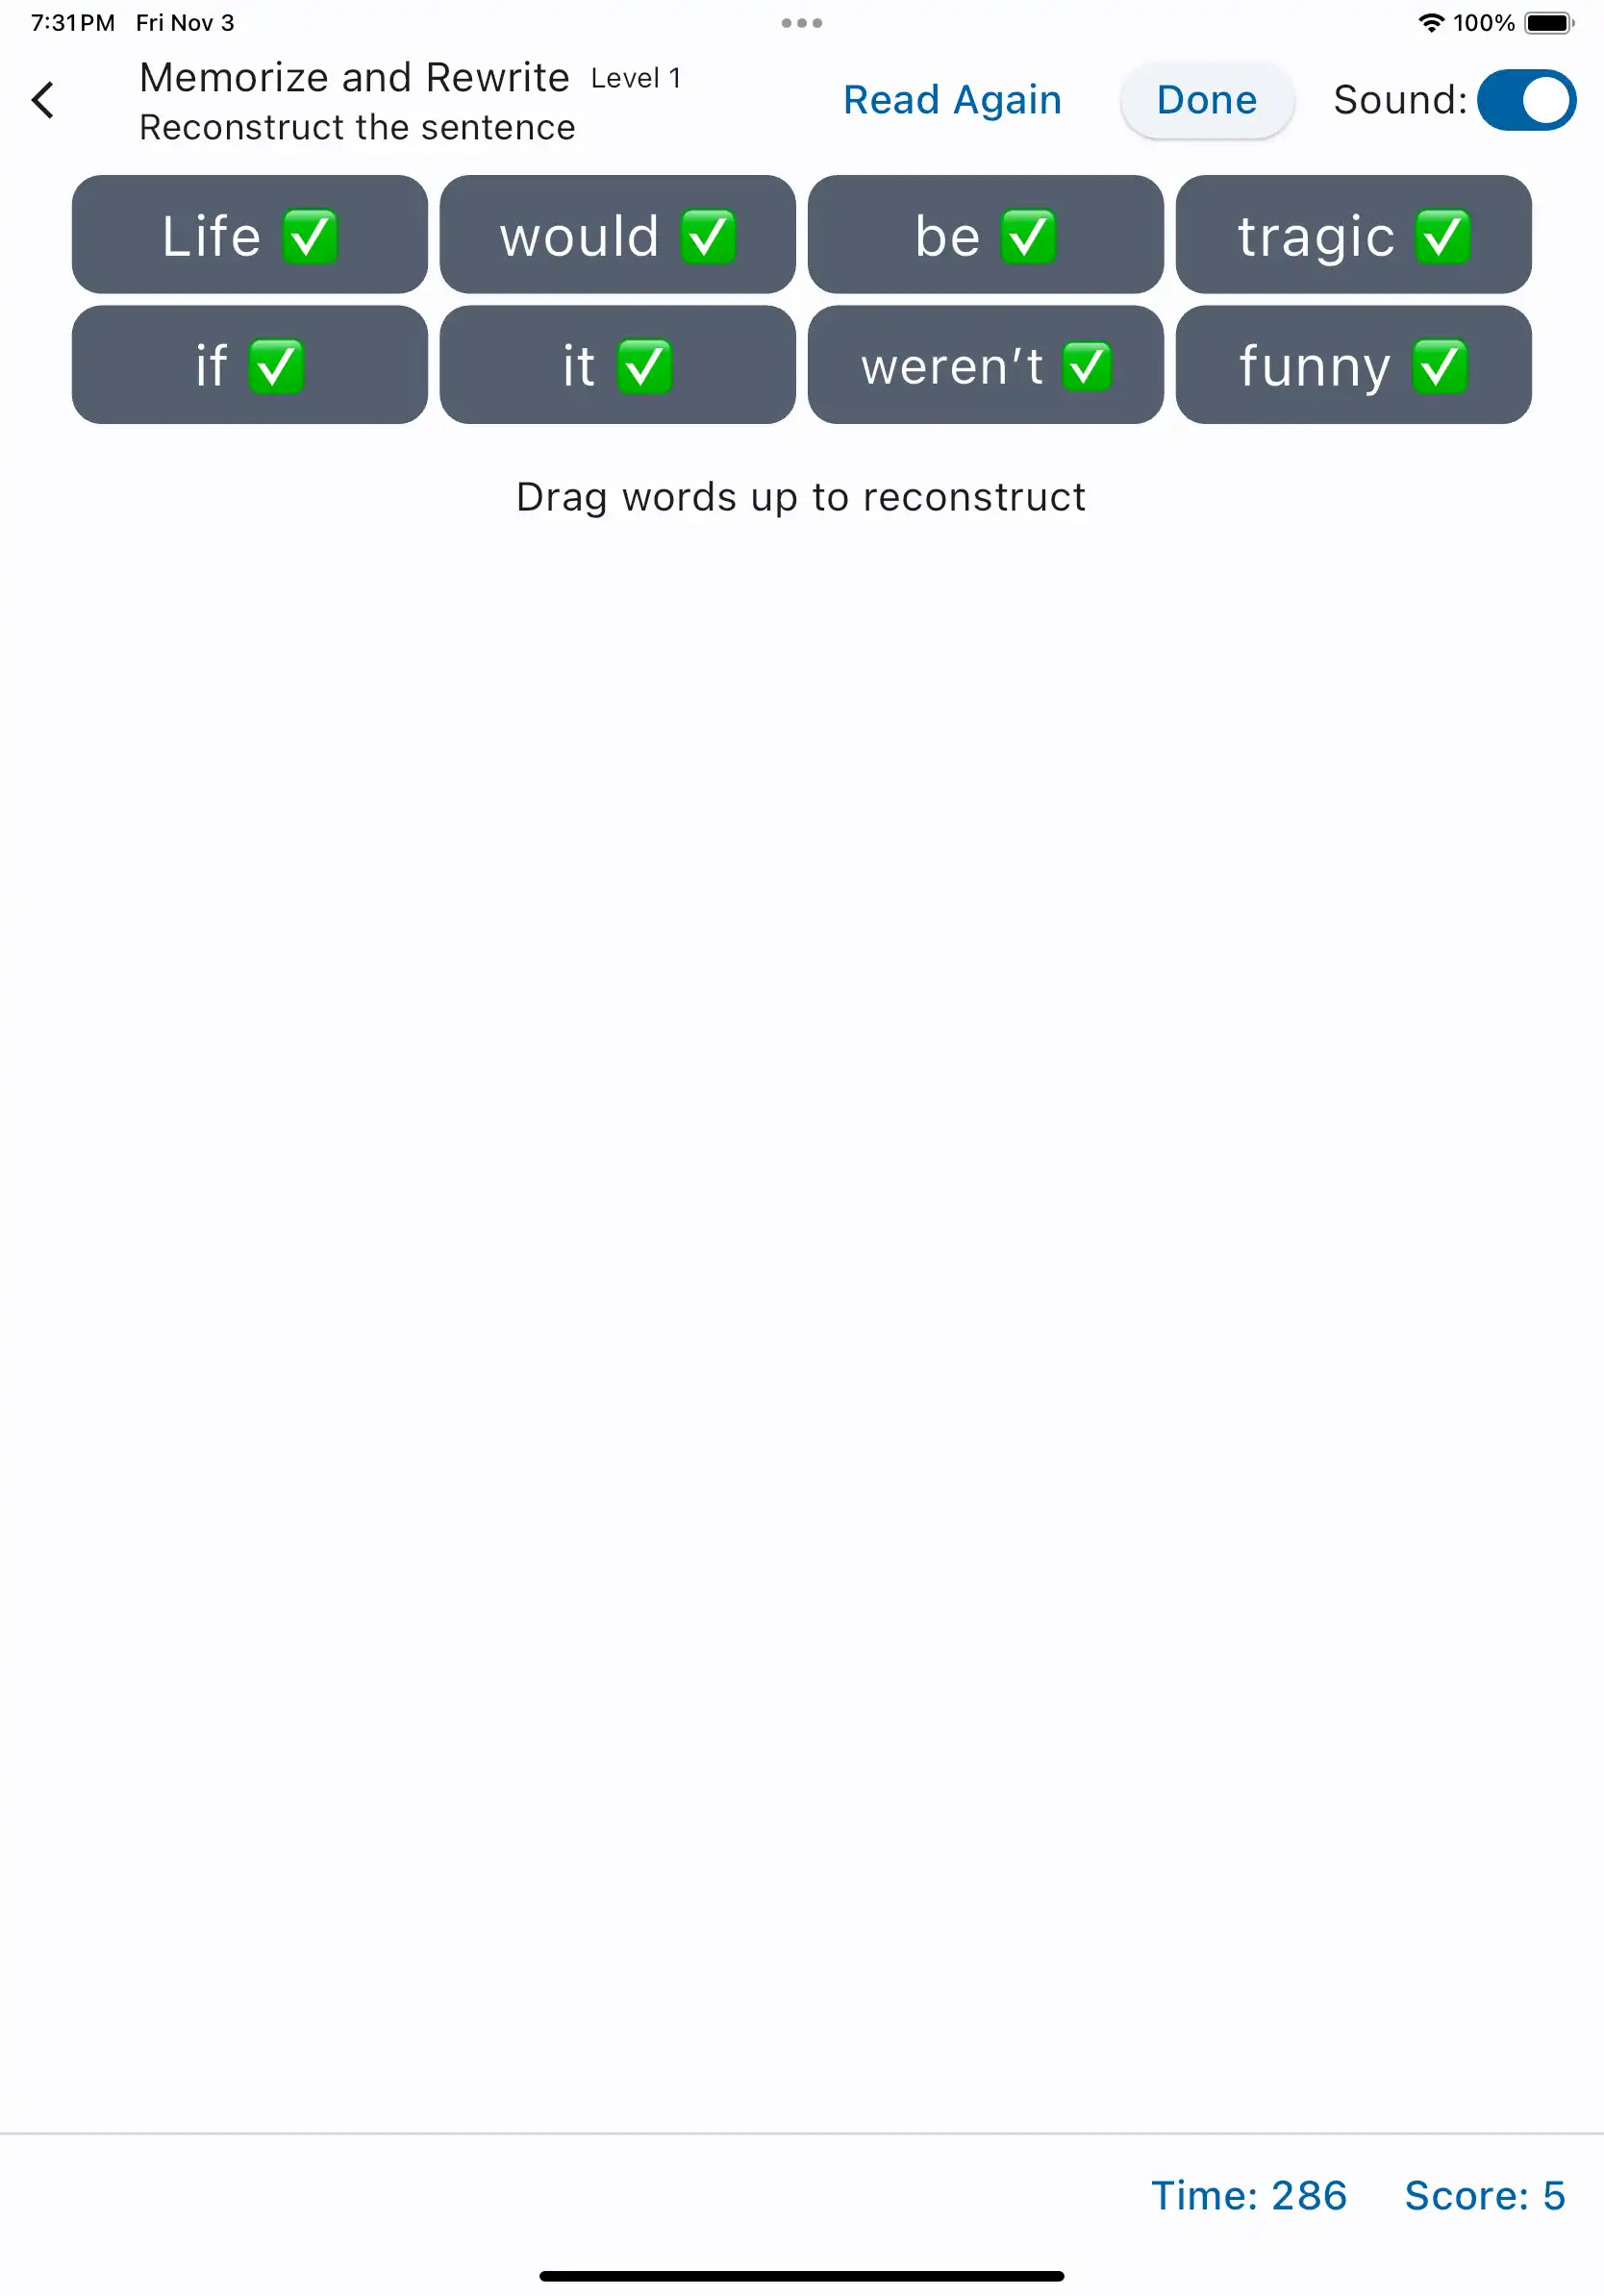 7:31 PM Fri Nov 3 100%
Memorize and Rewrite Level 1
Reconstruct the sentence
Read Again Done Sound:
Life ✅ would ✅ be ✅ tragic ✅
if ✅ it ✅ weren’t ✅ funny ✅
Drag words up to reconstruct
Time: 286 Score: 5